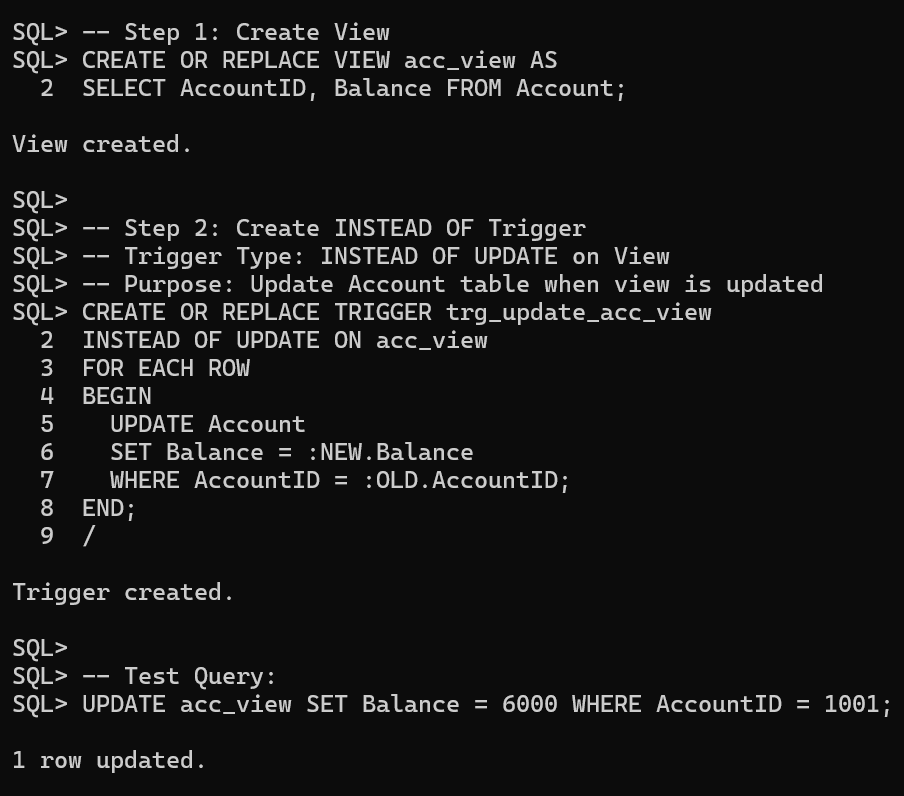 SQL> -- Step 1: Create View
SQL> CREATE OR REPLACE VIEW acc_view AS
  2  SELECT AccountID, Balance FROM Account;

View created.

SQL>
SQL> -- Step 2: Create INSTEAD OF Trigger
SQL> -- Trigger Type: INSTEAD OF UPDATE on View
SQL> -- Purpose: Update Account table when view is updated
SQL> CREATE OR REPLACE TRIGGER trg_update_acc_view
  2  INSTEAD OF UPDATE ON acc_view
  3  FOR EACH ROW
  4  BEGIN
  5    UPDATE Account
  6    SET Balance = :NEW.Balance
  7    WHERE AccountID = :OLD.AccountID;
  8  END;
  9  /

Trigger created.

SQL>
SQL> -- Test Query:
SQL> UPDATE acc_view SET Balance = 6000 WHERE AccountID = 1001;

1 row updated.